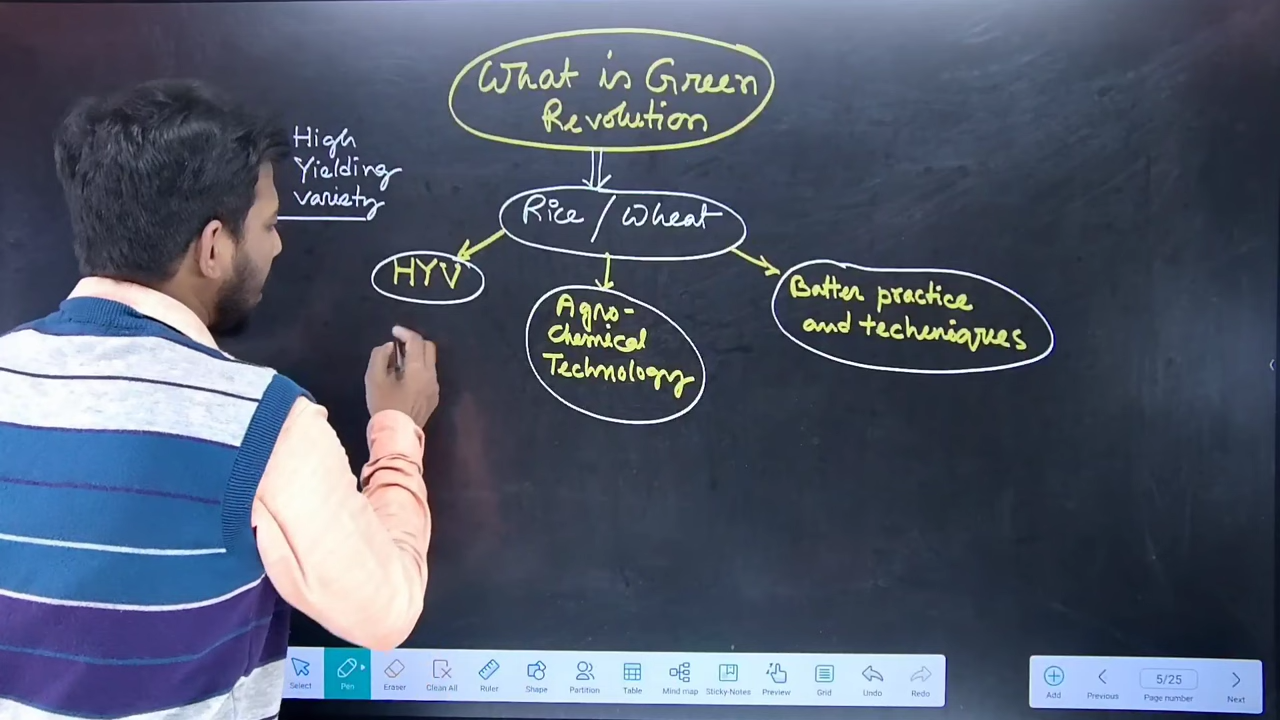 What is Green
Revolution
High
Yielding
variety
Rice / Wheat
HYV
Agro-
Chemical
Technology
Batter practice
and techeniques
Select
Pen
Eraser
Clean All
Ruler
Shape
Partition
Table
Mind map
Sticky-Notes
Preview
Grid
Undo
Redo
Add
Previous
5/25
Page number
Next